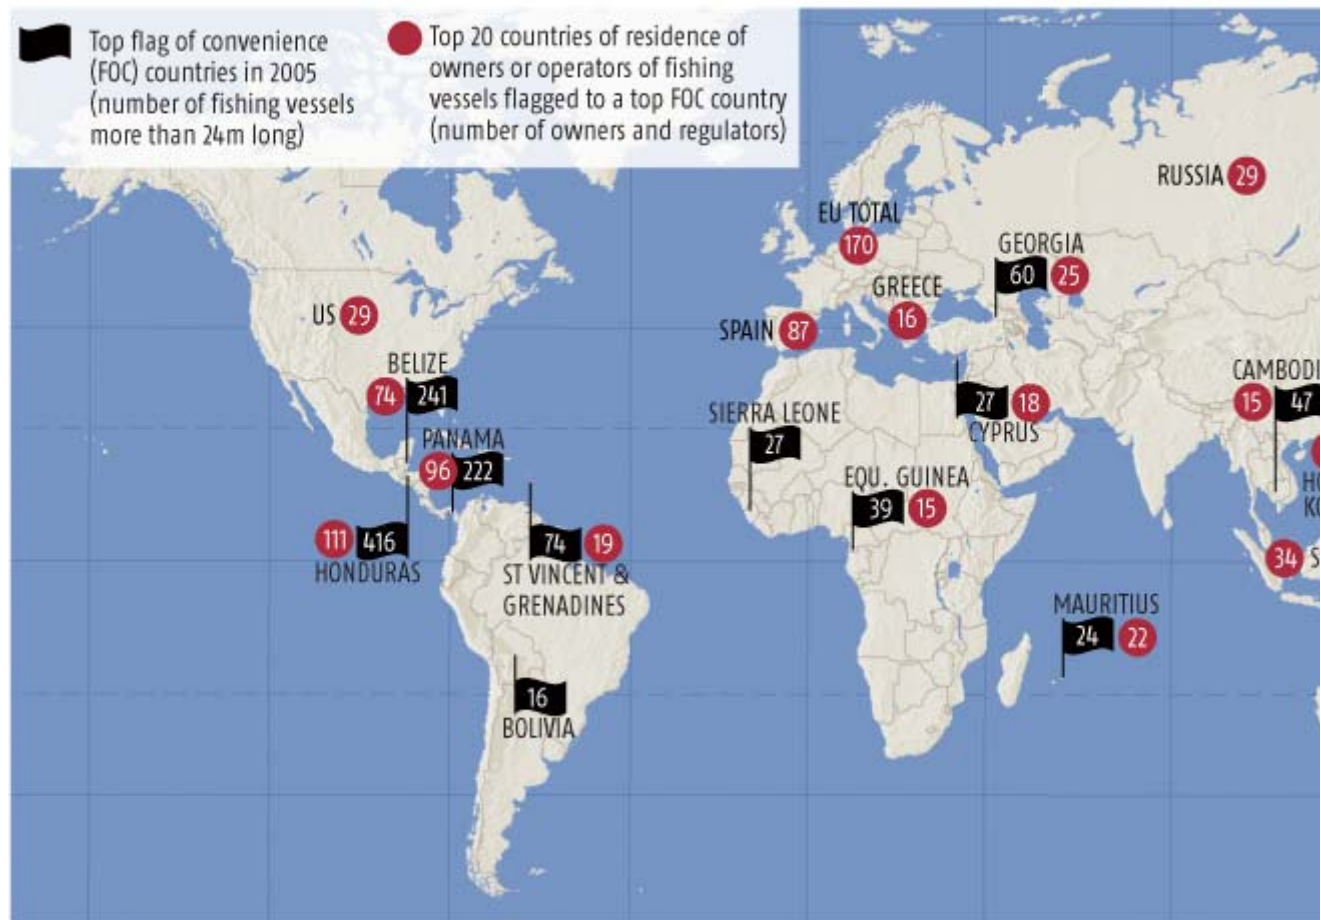 Top flag of convenience
(FOC) countries in 2005
(number of fishing vessels
more than 24m long)
Top 20 countries of residence of
owners or operators of fishing
vessels flagged to a top FOC country
(number of owners and regulators)
RUSSIA 29
EU TOTAL
170
GEORGIA
60 25
GREECE
16
US 29
SPAIN 87
BELIZE
74 241
CAMBODI
15 47
SIERRA LEONE
27
27 18
CYPRUS
PANAMA
96 222
EQU. GUINEA
39 15
HO
KO
111 416
HONDURAS
74 19
ST VINCENT &
GRENADINES
34 S
MAURITIUS
24 22
16
BOLIVIA